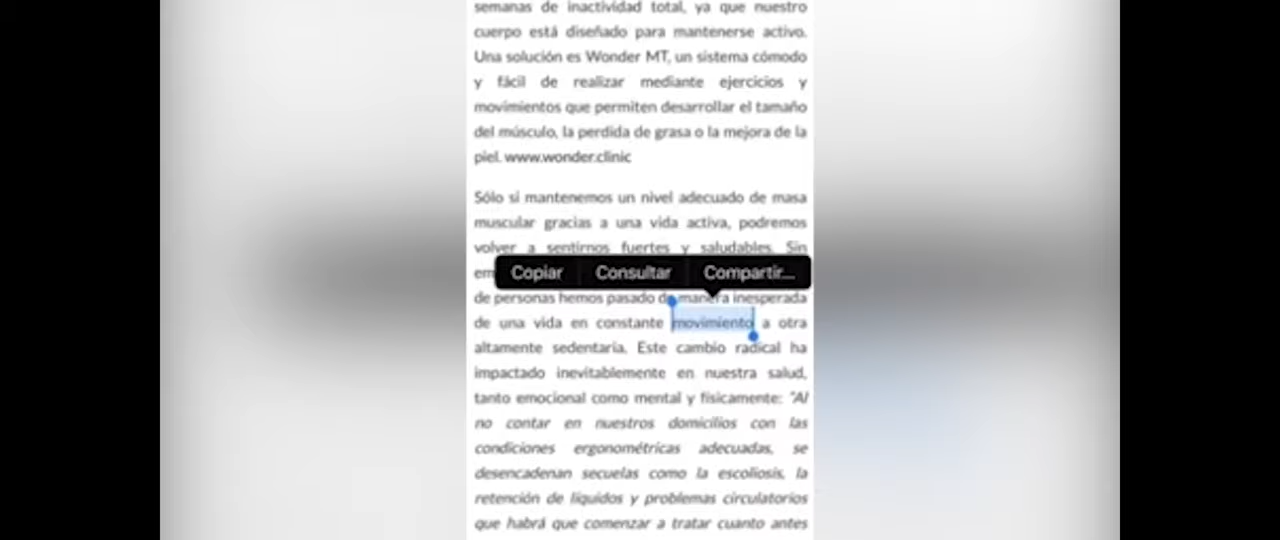 semanas de inactividad total, ya que nuestro
cuerpo está diseñado para mantenerse activo.
Una solución es Wonder MT, un sistema cómodo
y fácil de realizar mediante ejercicios y
movimientos que permiten desarrollar el tamaño
del músculo, la perdida de grasa o la mejora de la
piel. www.wonder.clinic
Sólo si mantenemos un nivel adecuado de masa
muscular gracias a una vida activa, podremos
volver a sentirnos fuertes y saludables. Sin
em
Copiar Consultar Compartir...
de personas hemos pasado de manera inesperada
de una vida en constante movimiento a otra
altamente sedentaria. Este cambio radical ha
impactado inevitablemente en nuestra salud,
tanto emocional como mental y físicamente: "Al
no contar en nuestros domicilios con las
condiciones ergonométricas adecuadas, se
desencadenan secuelas como la escoliosis, la
retención de líquidos y problemas circulatorios
que habrá que comenzar a tratar cuanto antes